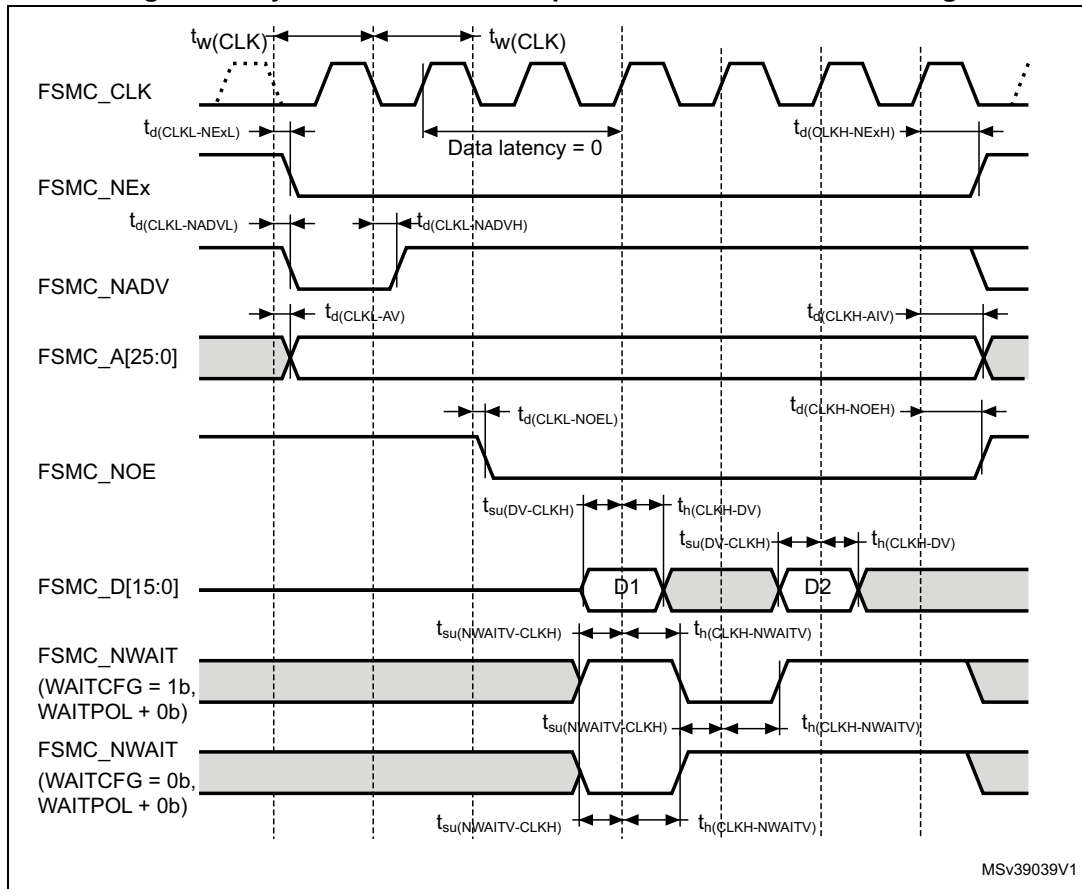 tw(CLK) tw(CLK)
FSMC_CLK
td(CLKL-NExL) Data latency = 0 td(CLKH-NExH)
FSMC_NEx
td(CLKL-NADVL) td(CLKL-NADVH)
FSMC_NADV
td(CLKL-AV) td(CLKH-AIV)
FSMC_A[25:0]
td(CLKL-NOEL) td(CLKH-NOEH)
FSMC_NOE
tsu(DV-CLKH) th(CLKH-DV)
tsu(DV-CLKH) th(CLKH-DV)
FSMC_D[15:0] D1 D2
tsu(NWAITV-CLKH) th(CLKH-NWAITV)
FSMC_NWAIT
(WAITCFG = 1b,
WAITPOL + 0b)
tsu(NWAITV-CLKH) th(CLKH-NWAITV)
FSMC_NWAIT
(WAITCFG = 0b,
WAITPOL + 0b)
tsu(NWAITV-CLKH) th(CLKH-NWAITV)
MSv39039V1